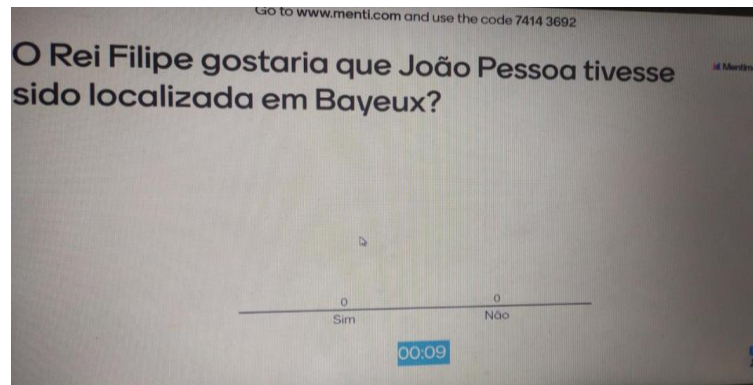 Go to www.menti.com and use the code 7414 3692
O Rei Filipe gostaria que João Pessoa tivesse
sido localizada em Bayeux?
0
0
Sim
Não
00:09